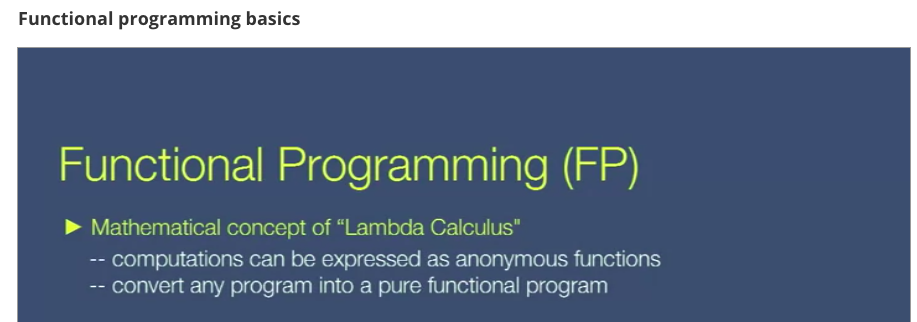 Functional programming basics
Functional Programming (FP)
► Mathematical concept of “Lambda Calculus"
-- computations can be expressed as anonymous functions
-- convert any program into a pure functional program